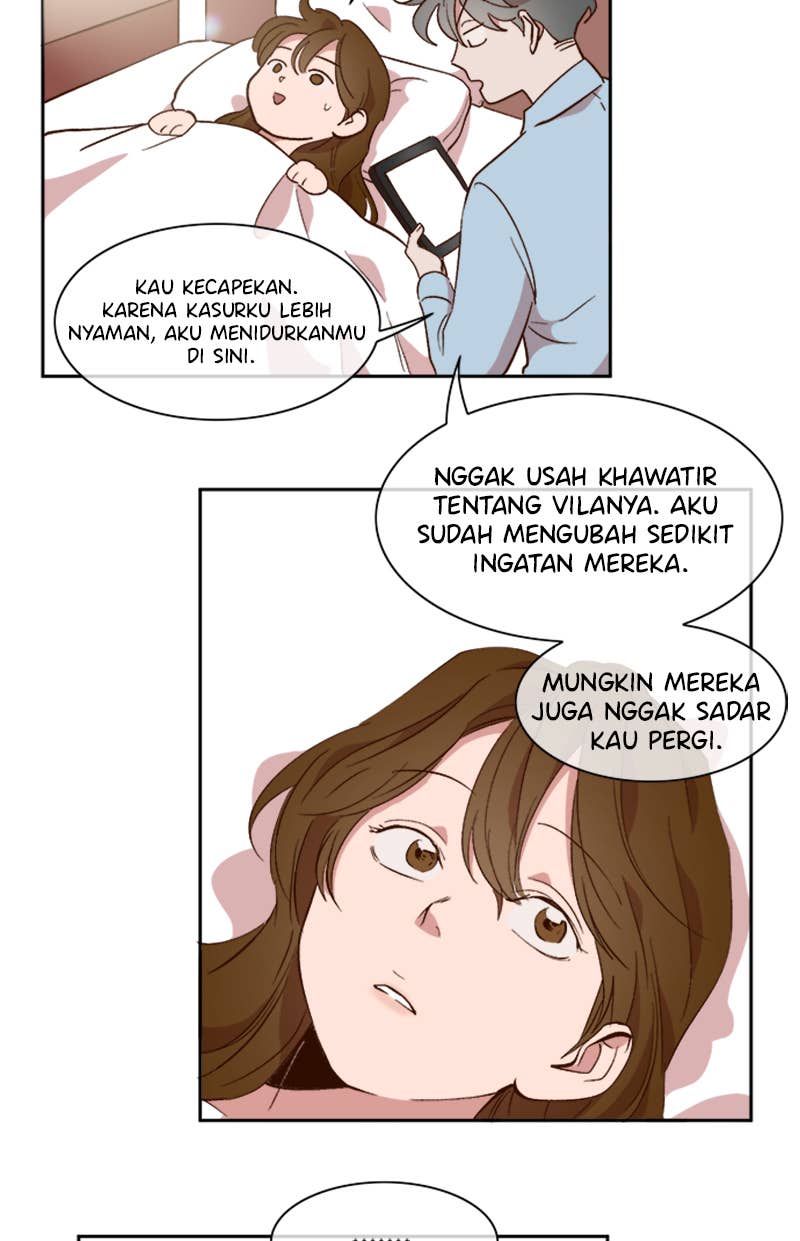 KAU KECAPEKAN.
KARENA KASURKU LEBIH
NYAMAN, AKU MENIDURKANMU
DI SINI.
NGGAK USAH KHAWATIR
TENTANG VILANYA. AKU
SUDAH MENGUBAH SEDIKIT
INGATAN MEREKA.
MUNGKIN MEREKA
JUGA NGGAK SADAR
KAU PERGI.